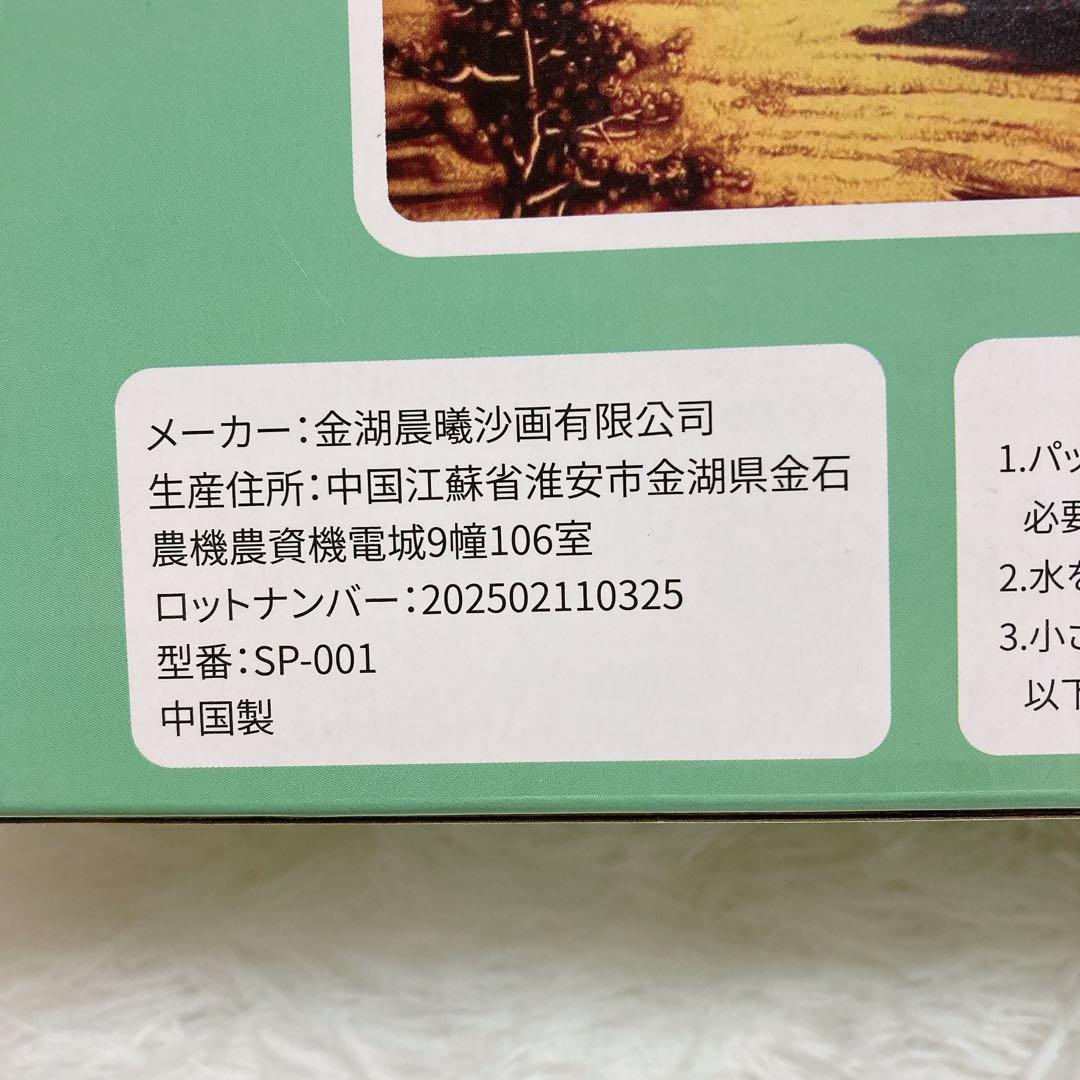 メーカー：金湖晨曦沙画有限公司
生産住所：中国江蘇省淮安市金湖県金石
農機農資機電城9幢106室
ロットナンバー：202502110325
型番：SP-001
中国製
1.パッ
必要
2.水を
3.小さ
以下